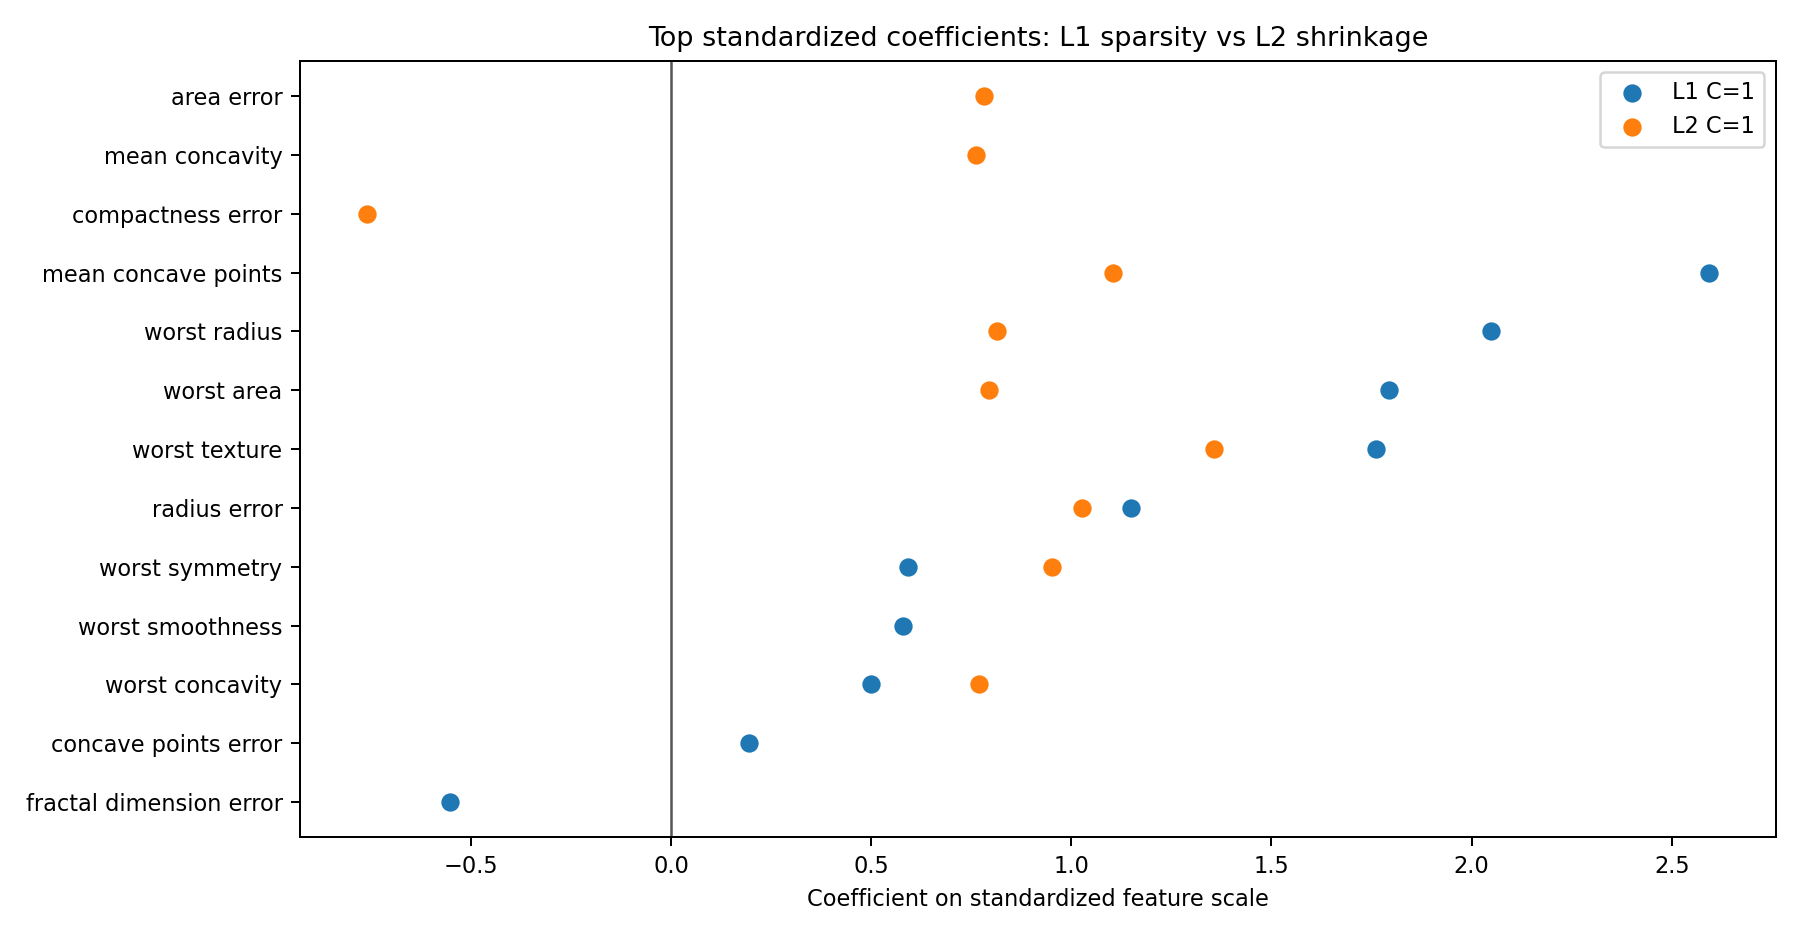 Top standardized coefficients: L1 sparsity vs L2 shrinkage
L1 C=1
L2 C=1
area error
mean concavity
compactness error
mean concave points
worst radius
worst area
worst texture
radius error
worst symmetry
worst smoothness
worst concavity
concave points error
fractal dimension error
−0.5 0.0 0.5 1.0 1.5 2.0 2.5
Coefficient on standardized feature scale